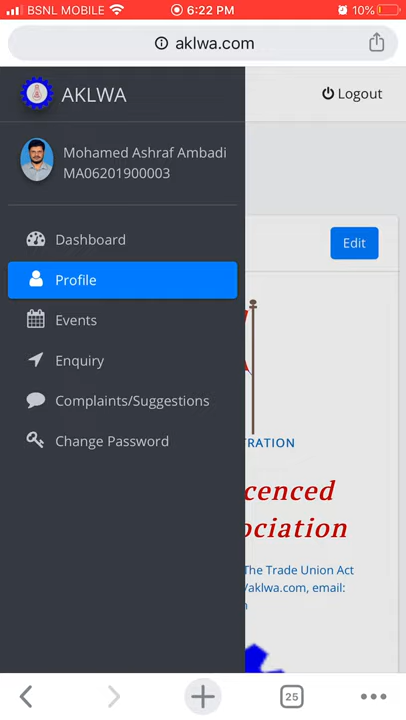 BSNL MOBILE 6:22 PM 10%
aklwa.com
AKLWA
Logout
Mohamed Ashraf Ambadi
MA06201900003
Dashboard
Edit
Profile
Events
Enquiry
Complaints/Suggestions
Change Password
TRATION
cenced
ociation
The Trade Union Act
/aklwa.com, email:
25